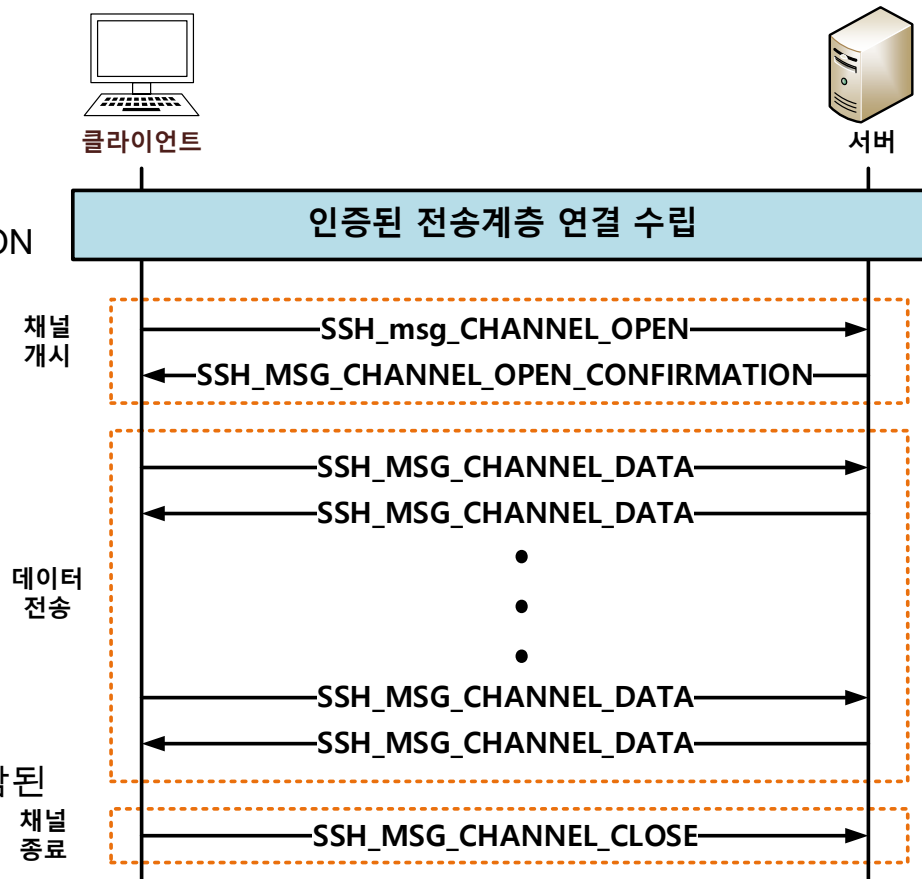 클라이언트
서버
인증된 전송계층 연결 수립
ON
채널
개시
SSH_msg_CHANNEL_OPEN
SSH_MSG_CHANNEL_OPEN_CONFIRMATION
SSH_MSG_CHANNEL_DATA
SSH_MSG_CHANNEL_DATA
데이터
전송
SSH_MSG_CHANNEL_DATA
SSH_MSG_CHANNEL_DATA
된
채널
종료
SSH_MSG_CHANNEL_CLOSE